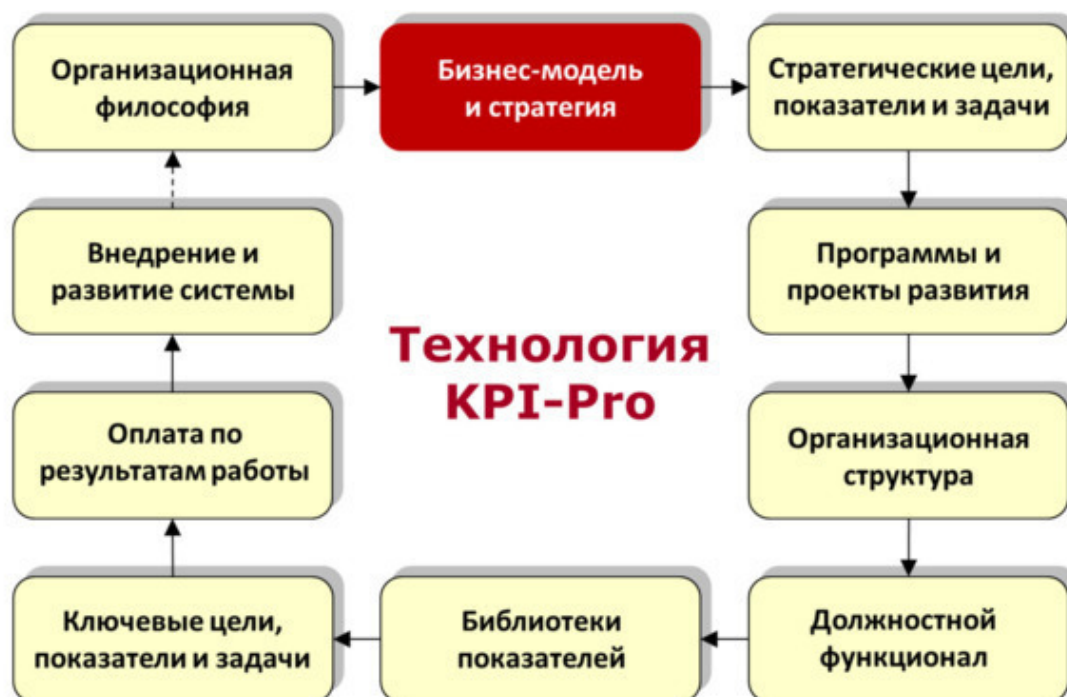 Организационная
философия
Бизнес-модель
и стратегия
Стратегические цели,
показатели и задачи
Внедрение и
развитие системы
Программы и
проекты развития
Технология
KPI-Pro
Оплата по
результатам работы
Организационная
структура
Ключевые цели,
показатели и задачи
Библиотеки
показателей
Должностной
функционал